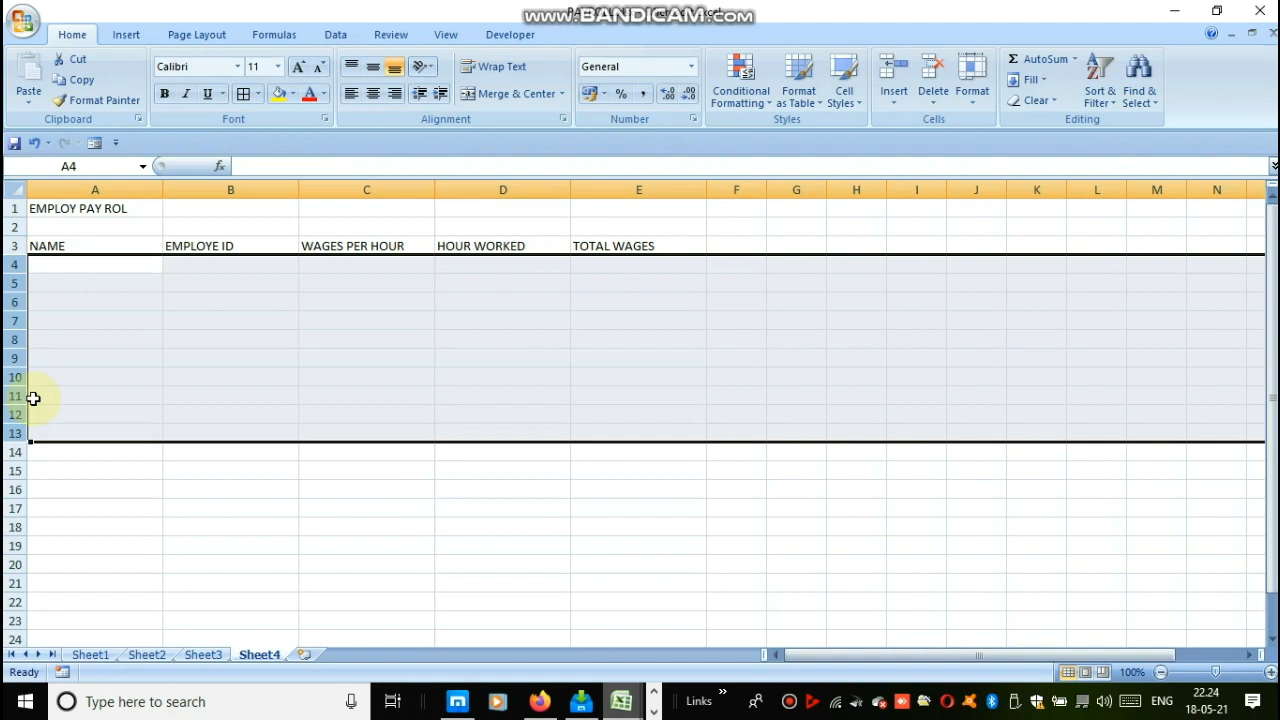 www.BANDICAM.com
Home Insert Page Layout Formulas Data Review View Developer
Paste
Cut
Copy
Format Painter
Clipboard
Calibri 11
B I U
Font
Wrap Text
Merge & Center
Alignment
General
%
Number
Conditional Formatting
Format as Table
Cell Styles
Styles
Insert Delete Format
Cells
AutoSum
Fill
Clear
Sort & Filter
Find & Select
Editing
A4 fx
A B C D E F G H I J K L M N
1 EMPLOY PAY ROL
2
3 NAME EMPLOYE ID WAGES PER HOUR HOUR WORKED TOTAL WAGES
4
5
6
7
8
9
10
11
12
13
14
15
16
17
18
19
20
21
22
23
24
Sheet1 Sheet2 Sheet3 Sheet4
Ready 100%
Type here to search Links ENG 22.24
18-05-21